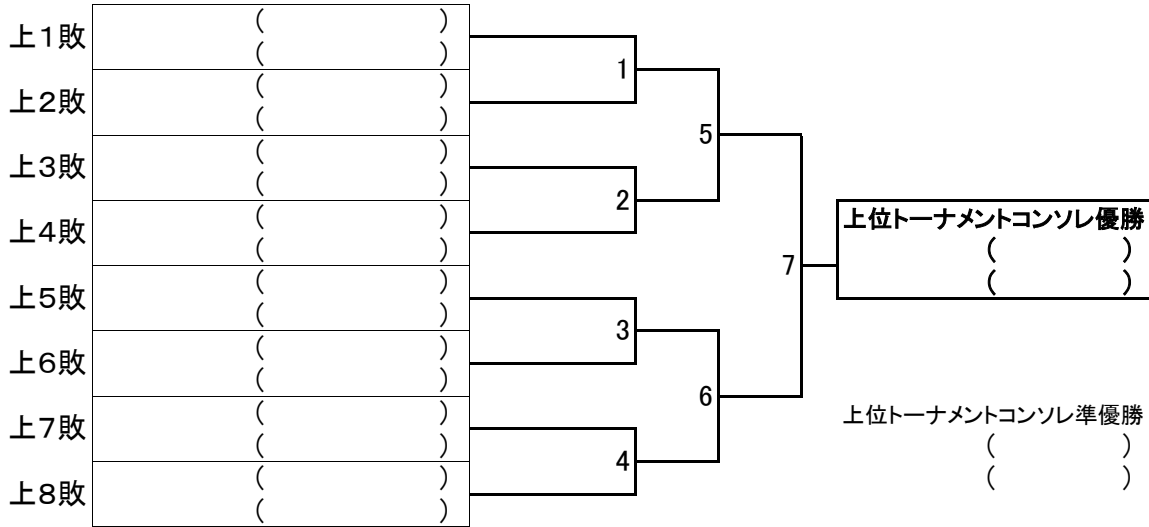 上1敗 ( )
( )
上2敗 ( )
( )
1
上3敗 ( )
( )
5
上4敗 ( )
( )
2
上5敗 ( )
( )
7
上位トーナメントコンソレ優勝
( )
( )
上6敗 ( )
( )
3
上7敗 ( )
( )
6
上8敗 ( )
( )
4
上位トーナメントコンソレ準優勝
( )
( )